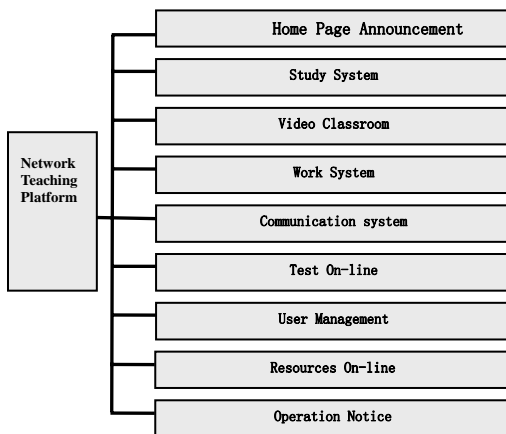 Home Page Announcement
Study System
Video Classroom
Network
Teaching
Platform
Work System
Communication system
Test On-line
User Management
Resources On-line
Operation Notice